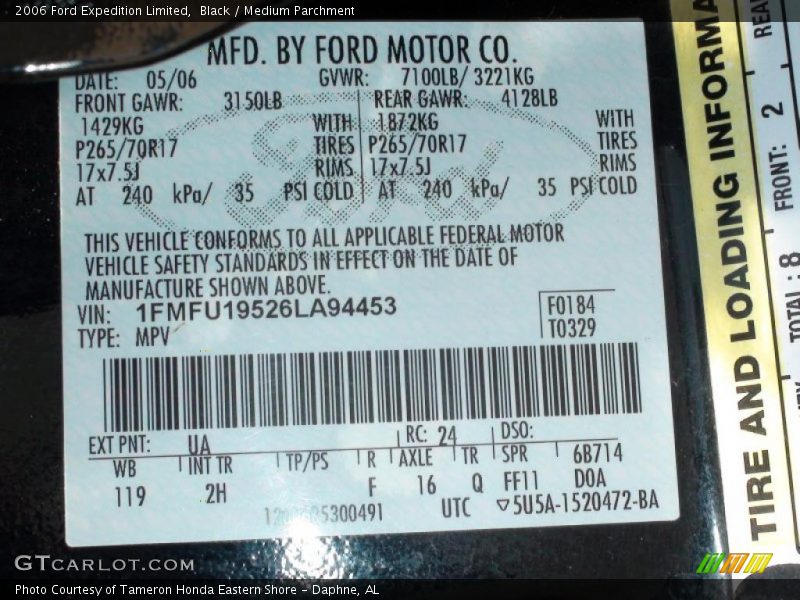 2006 Ford Expedition Limited, Black / Medium Parchment
MFD. BY FORD MOTOR CO.
DATE: 05/06 GVWR: 7100LB/ 3221KG
FRONT GAWR: 3150LB REAR GAWR: 4128LB
1429KG WITH 1872KG WITH
P265/70R17 TIRES P265/70R17 TIRES
17x7.5J RIMS 17x7.5J RIMS
AT 240 kPa/ 35 PSI COLD AT 240 kPa/ 35 PSI COLD
Ford
THIS VEHICLE CONFORMS TO ALL APPLICABLE FEDERAL MOTOR
VEHICLE SAFETY STANDARDS IN EFFECT ON THE DATE OF
MANUFACTURE SHOWN ABOVE.
VIN: 1FMFU19526LA94453 F0184
TYPE: MPV T0329
EXT PNT: UA RC: 24 DSO:
WB INT TR TP/PS R AXLE TR SPR 6B714
119 2H F 16 Q FF11 DOA
UTC ▽5U5A-1520472-BA
TIRE AND LOADING INFORMA
REA
FRONT: 2
TOTAL: 8
GTCARLOT.COM
Photo Courtesy of Tameron Honda Eastern Shore - Daphne, AL